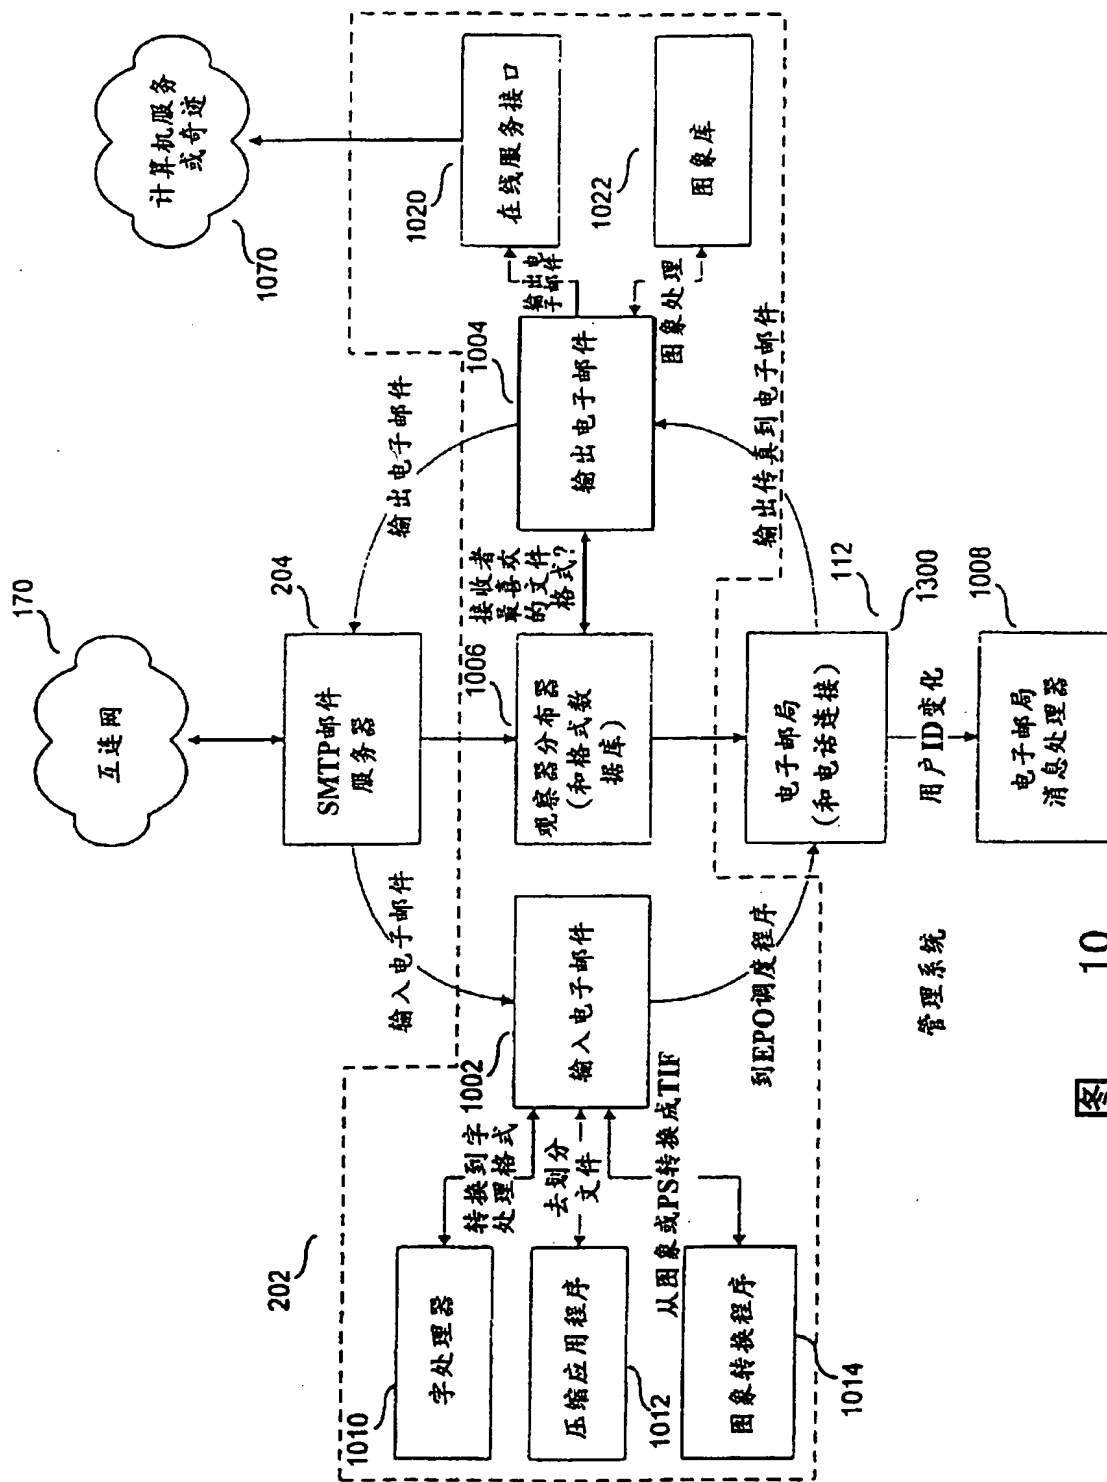 170
互连网
204
SMTP邮件
服务器
计算机服务
或奇迹
1070
输入电子邮件
输出电子邮件
202
1010
字处理器
转换到字
处理格式
1012
压缩应用程序
去划分
文件
1014
图象转换程序
从图象或PS转换成TIF
1002
输入电子邮件
1006
观察器分布器
(和格式数
据库)
接收者
最喜欢
的文件
格式?
1004
输出电子邮件
输出电
子邮件
1020
在线服务接口
图象处理
1022
图象库
到EPO调度程序
输出传真到电子邮件
112
1300
电子邮局
(和电话连接)
用户ID变化
1008
电子邮局
消息处理器
管理系统
图 10